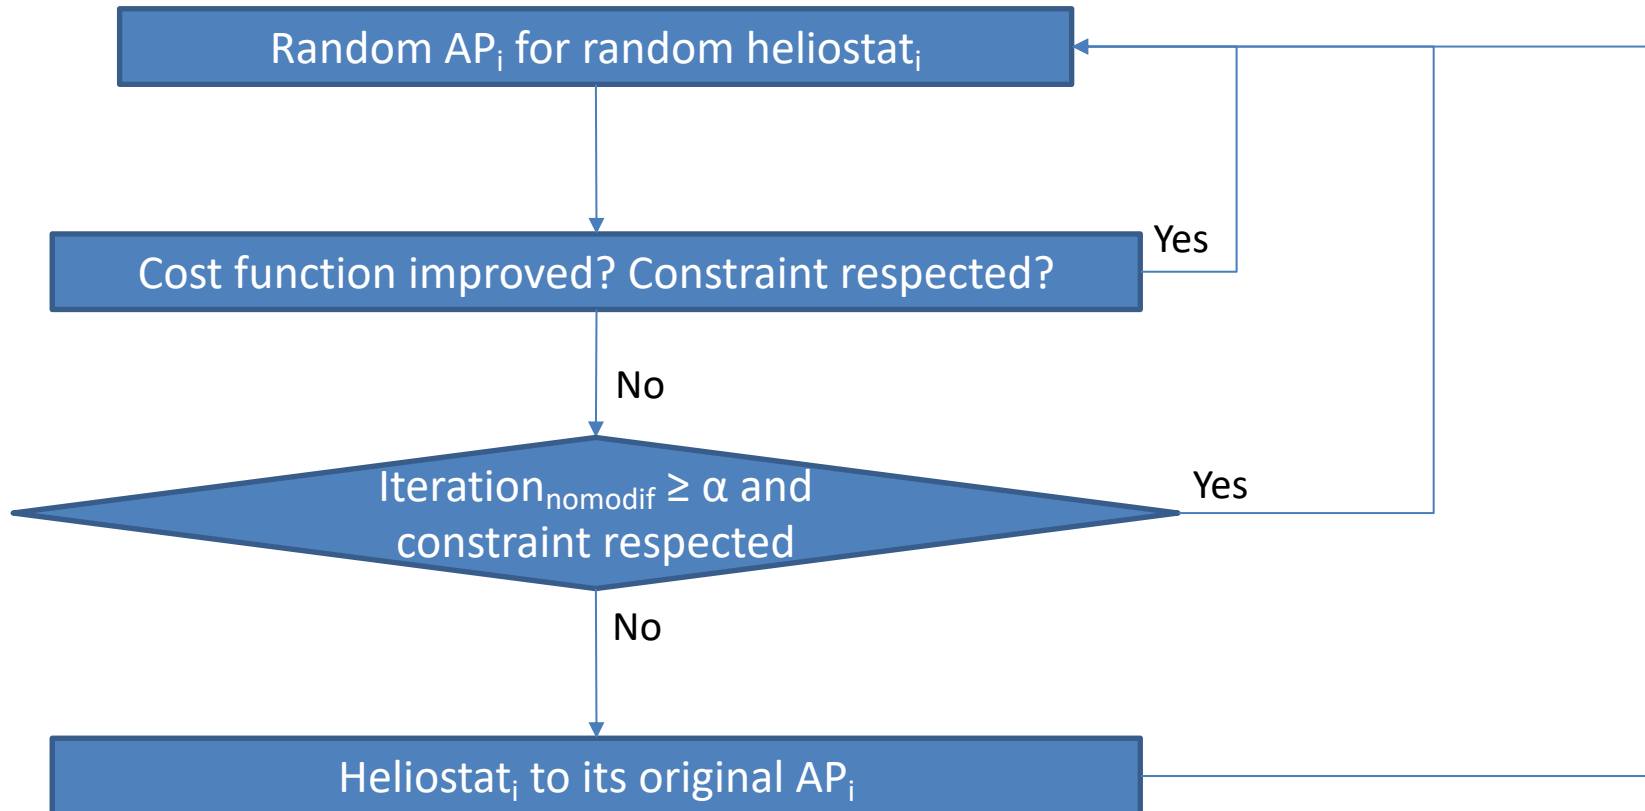 Random APi for random heliostati
Cost function improved? Constraint respected?
Yes
No
Iterationnomodif ≥ α and
constraint respected
Yes
No
Heliostati to its original APi